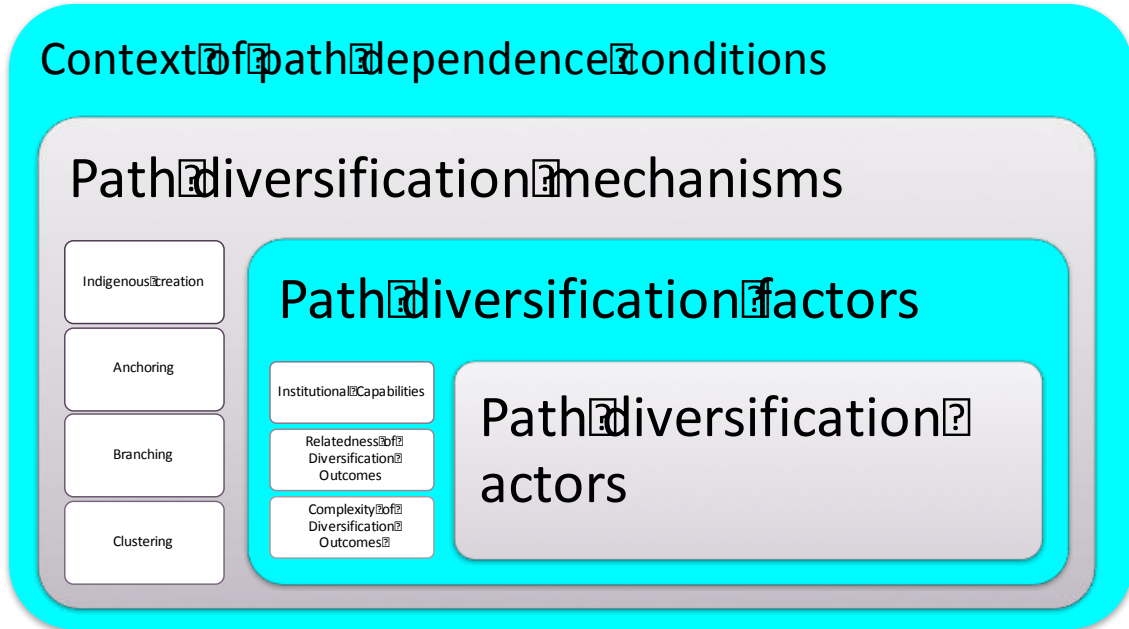 Context of path dependence conditions
Path diversification mechanisms
Indigenous creation
Anchoring
Branching
Clustering
Path diversification factors
Institutional Capabilities
Relatedness of
Diversification
Outcomes
Complexity of
Diversification
Outcomes
Path diversification
actors